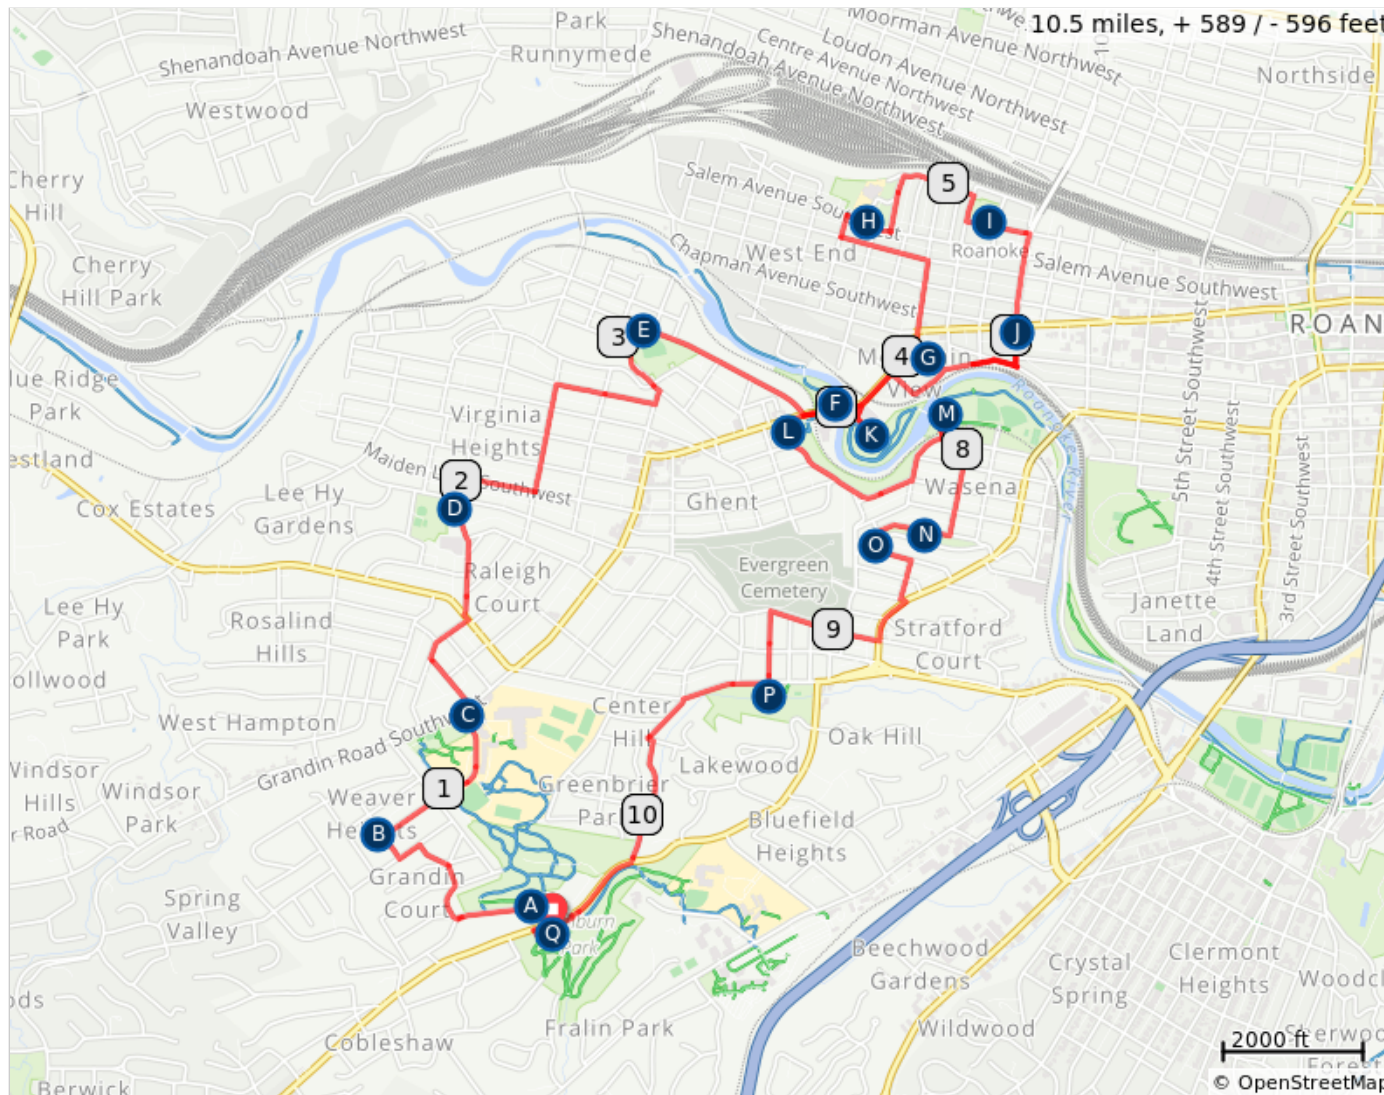 10.5 miles, + 589 / - 596 feet
Park
Runnymede
Shenandoah Avenue Northwest
Westwood
Shenandoah Avenue Northwest
Centre Avenue Northwest
Loudon Avenue Northwest
Moorman Avenue Northwest
Northside
Cherry
Hill
Cherry
Hill Park
Salem Avenue
5
H
I
West End
Roanoke
Chapman Avenue Southwest
Salem Avenue Southwest
3
E
J
4
G
View
ROAN
Park
Virginia
Heights
F
L
K
M
8
Roanoke River
5th Street Southwest
4th Street Southwest
3rd Street Southwest
Maiden
Southwest
2
D
Lee Hy
Gardens
Cox Estates
Ghent
Wasena
N
O
Evergreen
Cemetery
Raleigh
Court
Lee Hy
Park
Rosalind
Hills
9
Stratford
Court
Janette
Land
P
C
West Hampton
Grandin Road
Center
Hill
Oak Hill
Lakewood
Windsor
Hills
Windsor
Park
1
Weaver
B
Greenbrier
10
Bluefield
Heights
Grandin
Court
A
Q
Park
Spring
Valley
Beechwood
Gardens
Crystal
Spring
Clermont
Heights
Fralin Park
Wildwood
Cobleshaw
Berwick
2000 ft
© OpenStreetMap